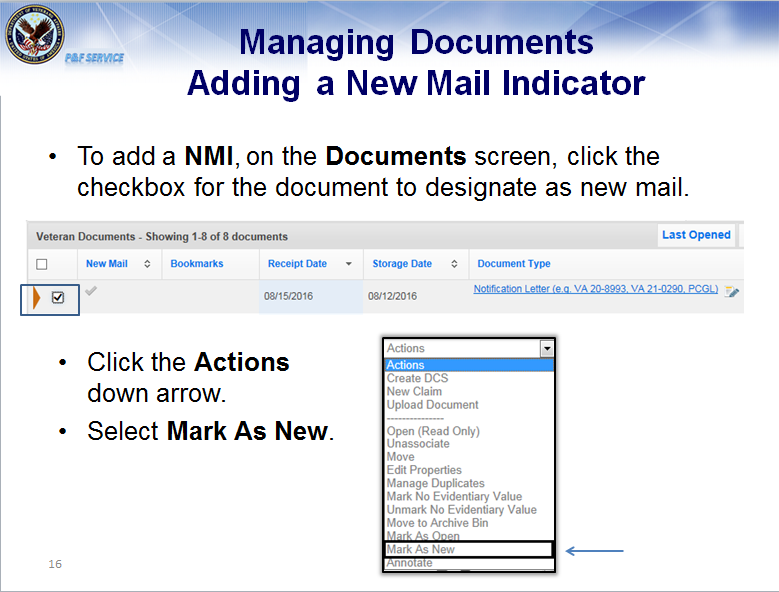 P&F SERVICE
Managing Documents
Adding a New Mail Indicator
• To add a NMI, on the Documents screen, click the
checkbox for the document to designate as new mail.
Veteran Documents - Showing 1-8 of 8 documents
Last Opened
New Mail Bookmarks Receipt Date Storage Date Document Type
08/15/2016 08/12/2016 Notification Letter (e.g. VA 20-8993, VA 21-0290, PCGL)
• Click the Actions
down arrow.
• Select Mark As New.
Actions
Actions
Create DCS
New Claim
Upload Document
---------------
Open (Read Only)
Unassociate
Move
Edit Properties
Manage Duplicates
Mark No Evidentiary Value
Unmark No Evidentiary Value
Move to Archive Bin
Mark As Open
Mark As New
Annotate
16